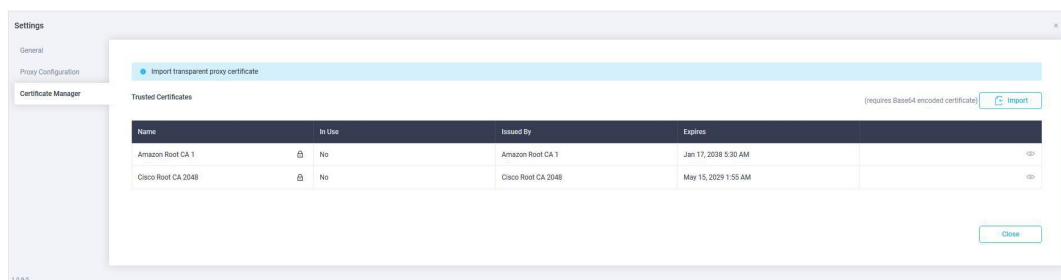 Settings
×
General
Proxy Configuration
Certificate Manager
Import transparent proxy certificate
Trusted Certificates
(requires Base64 encoded certificate) Import
Name In Use Issued By Expires
Amazon Root CA 1 No Amazon Root CA 1 Jan 17, 2038 5:30 AM
Cisco Root CA 2048 No Cisco Root CA 2048 May 15, 2029 1:55 AM
Close